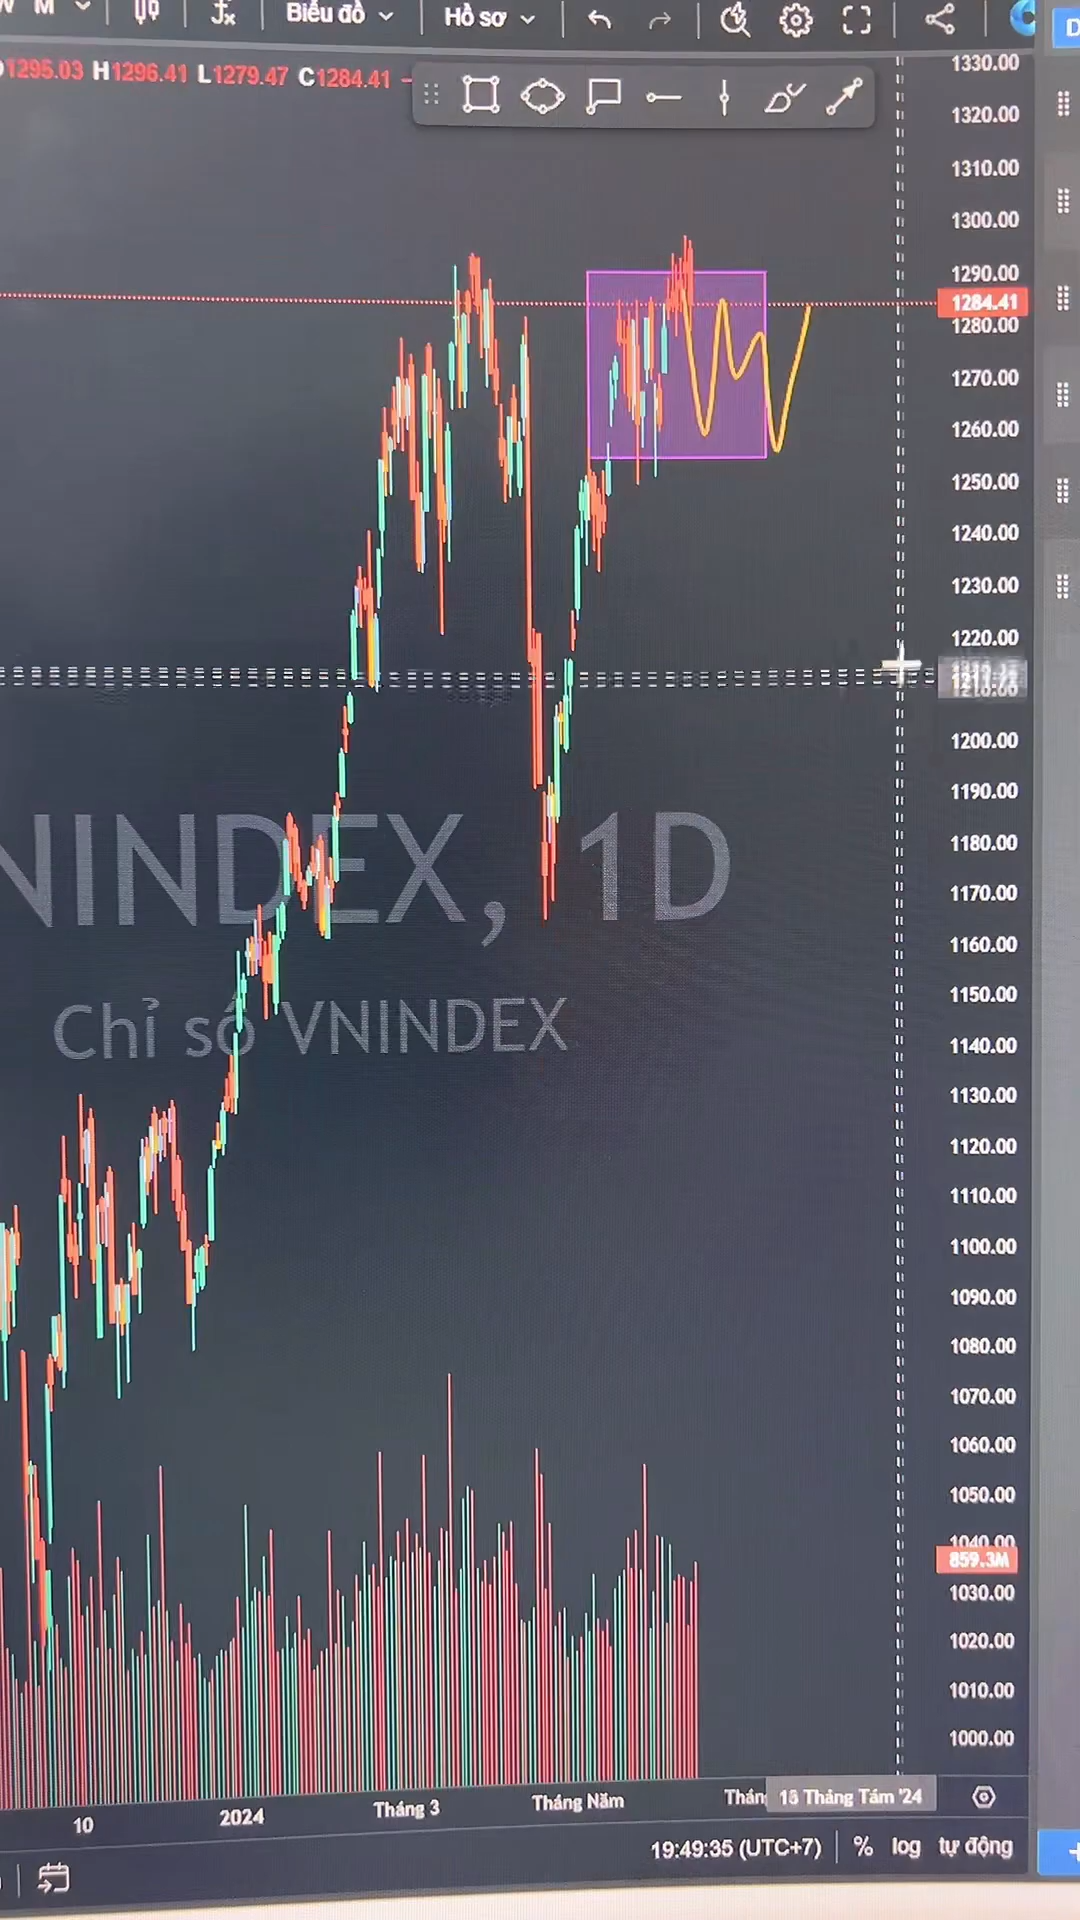 M
Biểu đồ
Hồ sơ
1295.03 H1296.41 L1279.47 C1284.41
1330.00
1320.00
1310.00
1300.00
1290.00
1284.41
1280.00
1270.00
1260.00
1250.00
1240.00
1230.00
1220.00
1200.00
1190.00
1180.00
1170.00
1160.00
1150.00
1140.00
1130.00
1120.00
1110.00
1100.00
1090.00
1080.00
1070.00
1060.00
1050.00
1040.00
859.3M
1030.00
1020.00
1010.00
1000.00
NINDEX, 1D
Chỉ số VNINDEX
10
2024
Tháng 3
Tháng Năm
Thán
Tháng Tám '24
19:49:35 (UTC+7)
%
log
tự động